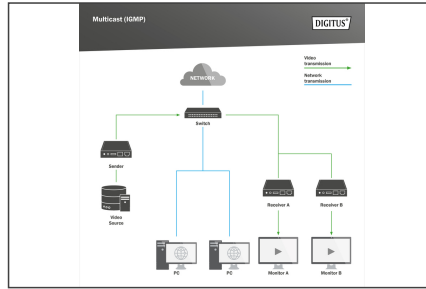 Multicast (IGMP)
DIGITUS®
Video
transmission
Network
transmission
NETWORK
Switch
Sender
Video
Source
Receiver A
Receiver B
PC
PC
Monitor A
Monitor B